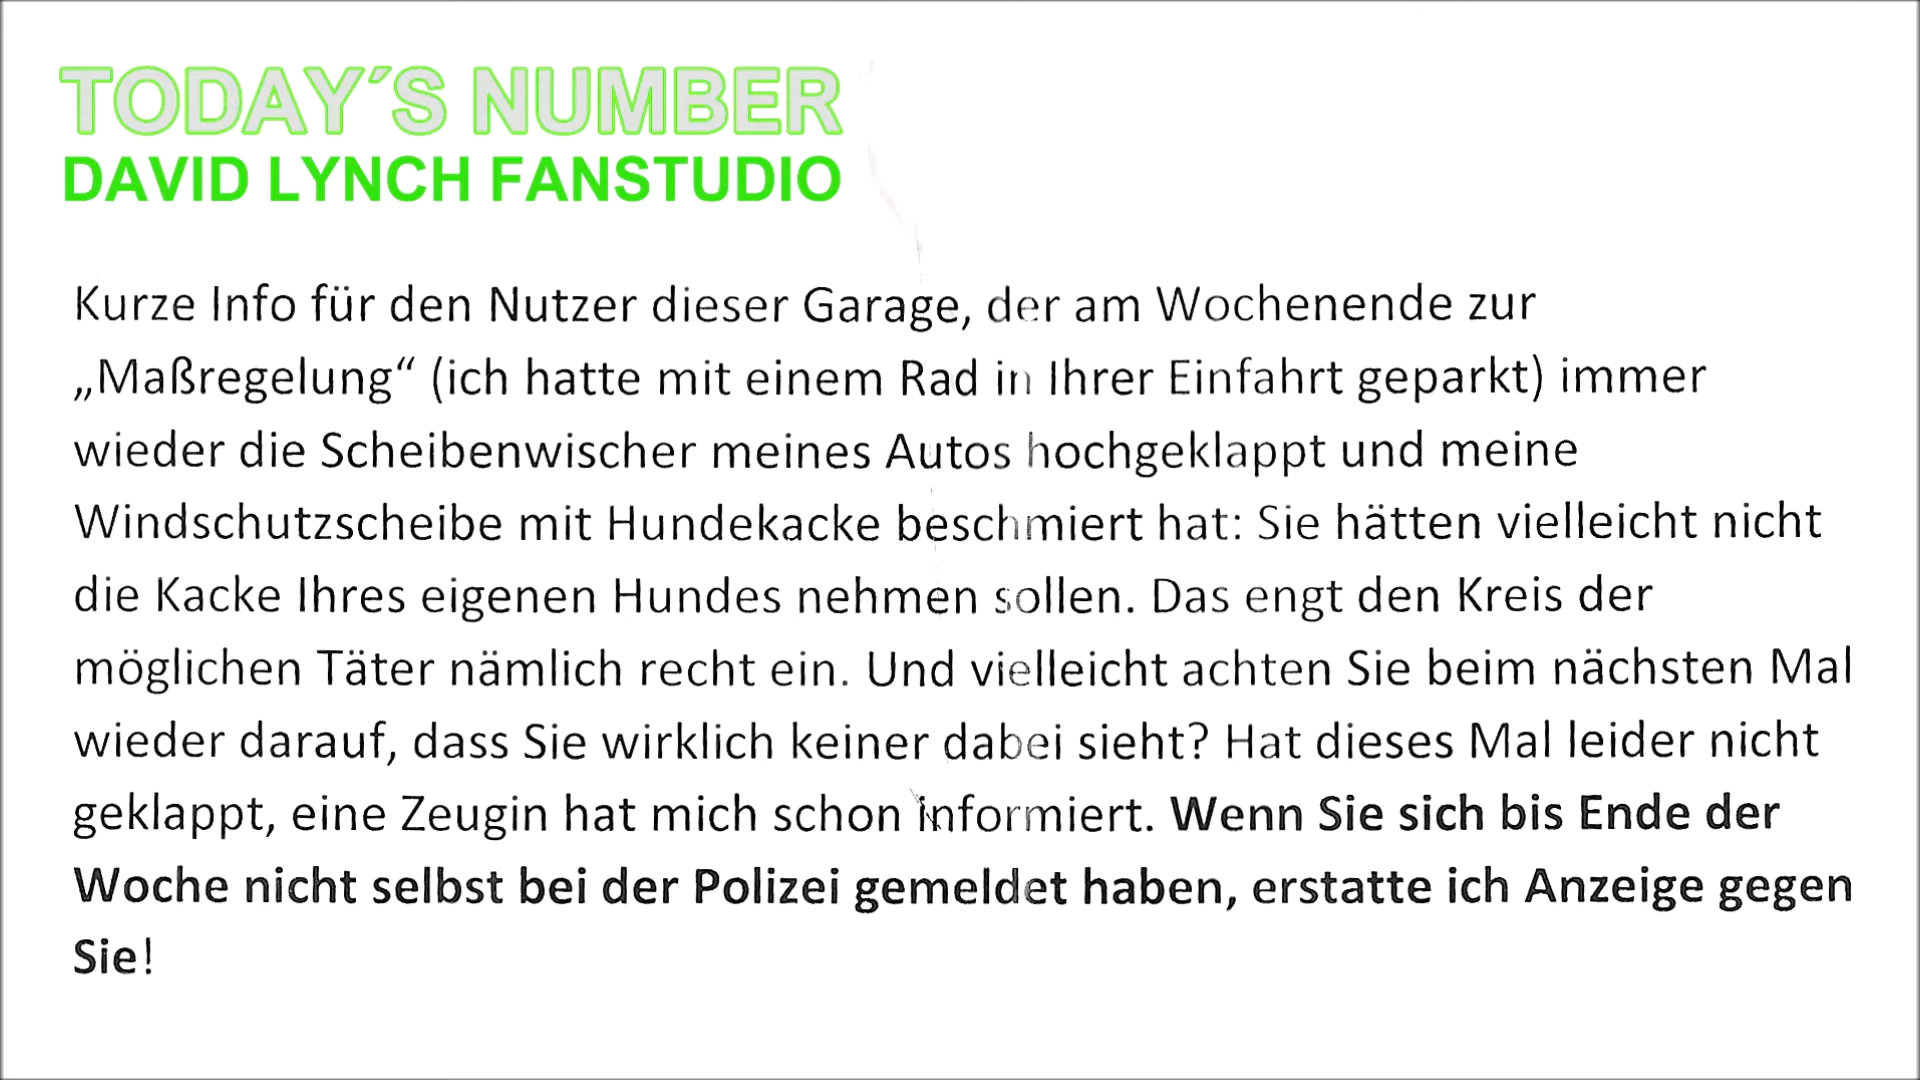 TODAY´S NUMBER
DAVID LYNCH FANSTUDIO
Kurze Info für den Nutzer dieser Garage, der am Wochenende zur
„Maßregelung“ (ich hatte mit einem Rad in Ihrer Einfahrt geparkt) immer
wieder die Scheibenwischer meines Autos hochgeklappt und meine
Windschutzscheibe mit Hundekacke beschmiert hat: Sie hätten vielleicht nicht
die Kacke Ihres eigenen Hundes nehmen sollen. Das engt den Kreis der
möglichen Täter nämlich recht ein. Und vielleicht achten Sie beim nächsten Mal
wieder darauf, dass Sie wirklich keiner dabei sieht? Hat dieses Mal leider nicht
geklappt, eine Zeugin hat mich schon informiert. Wenn Sie sich bis Ende der
Woche nicht selbst bei der Polizei gemeldet haben, erstatte ich Anzeige gegen
Sie!